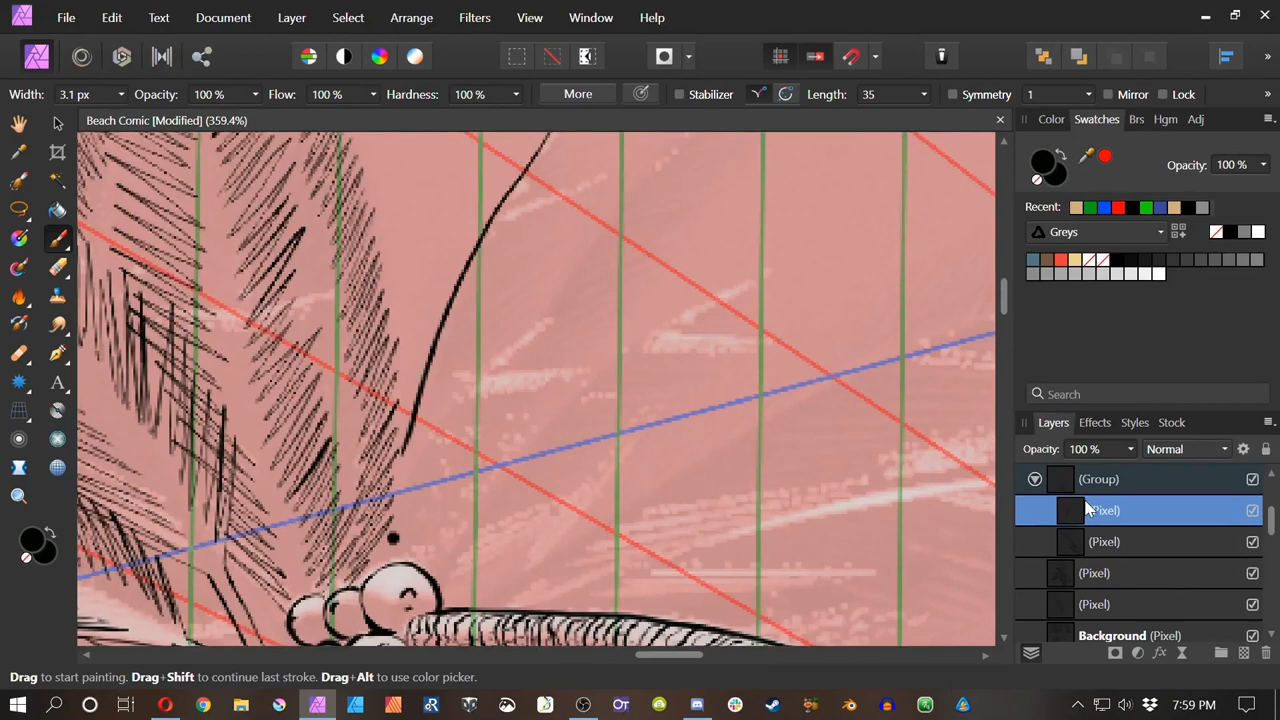 File Edit Text Document Layer Select Arrange Filters View Window Help
Width: 3.1 px Opacity: 100 % Flow: 100 % Hardness: 100 % More Stabilizer Length: 35 Symmetry 1 Mirror Lock
Beach Comic [Modified] (359.4%)
Color Swatches Brs Hgm Adj
Opacity: 100 %
Recent:
Greys
Search
Layers Effects Styles Stock
Opacity: 100 % Normal
(Group)
(Pixel)
(Pixel)
(Pixel)
(Pixel)
Background (Pixel)
Drag to start painting. Drag+Shift to continue last stroke. Drag+Alt to use color picker.
7:59 PM